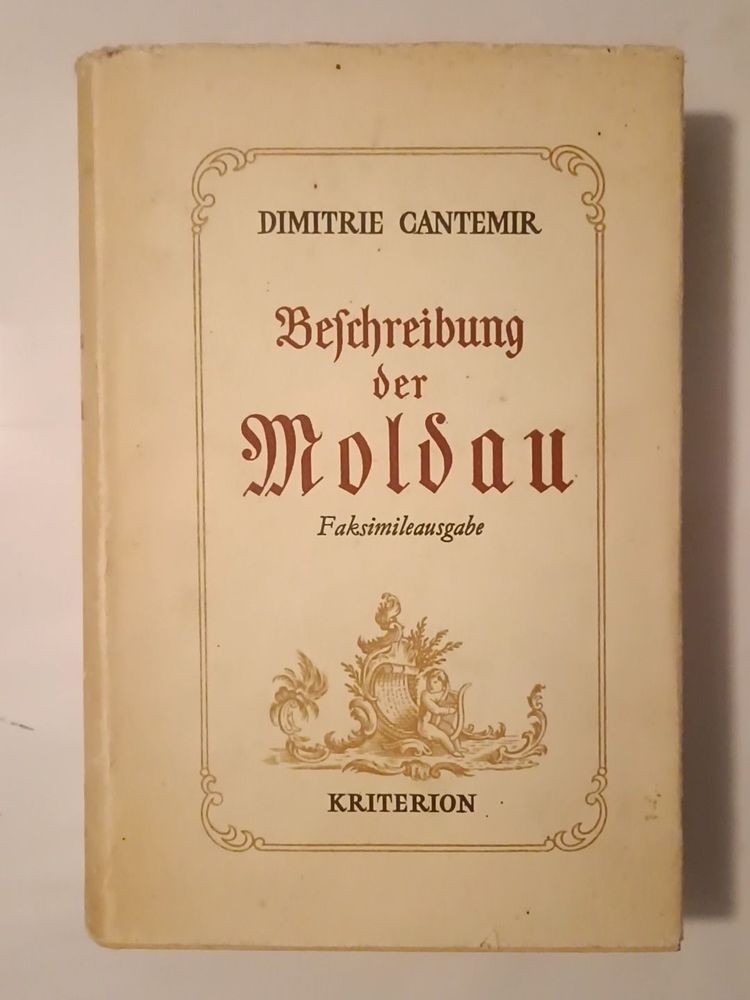 DIMITRIE CANTEMIR
Beſchreibung
der
Moldau
Faksimileausgabe
KRITERION